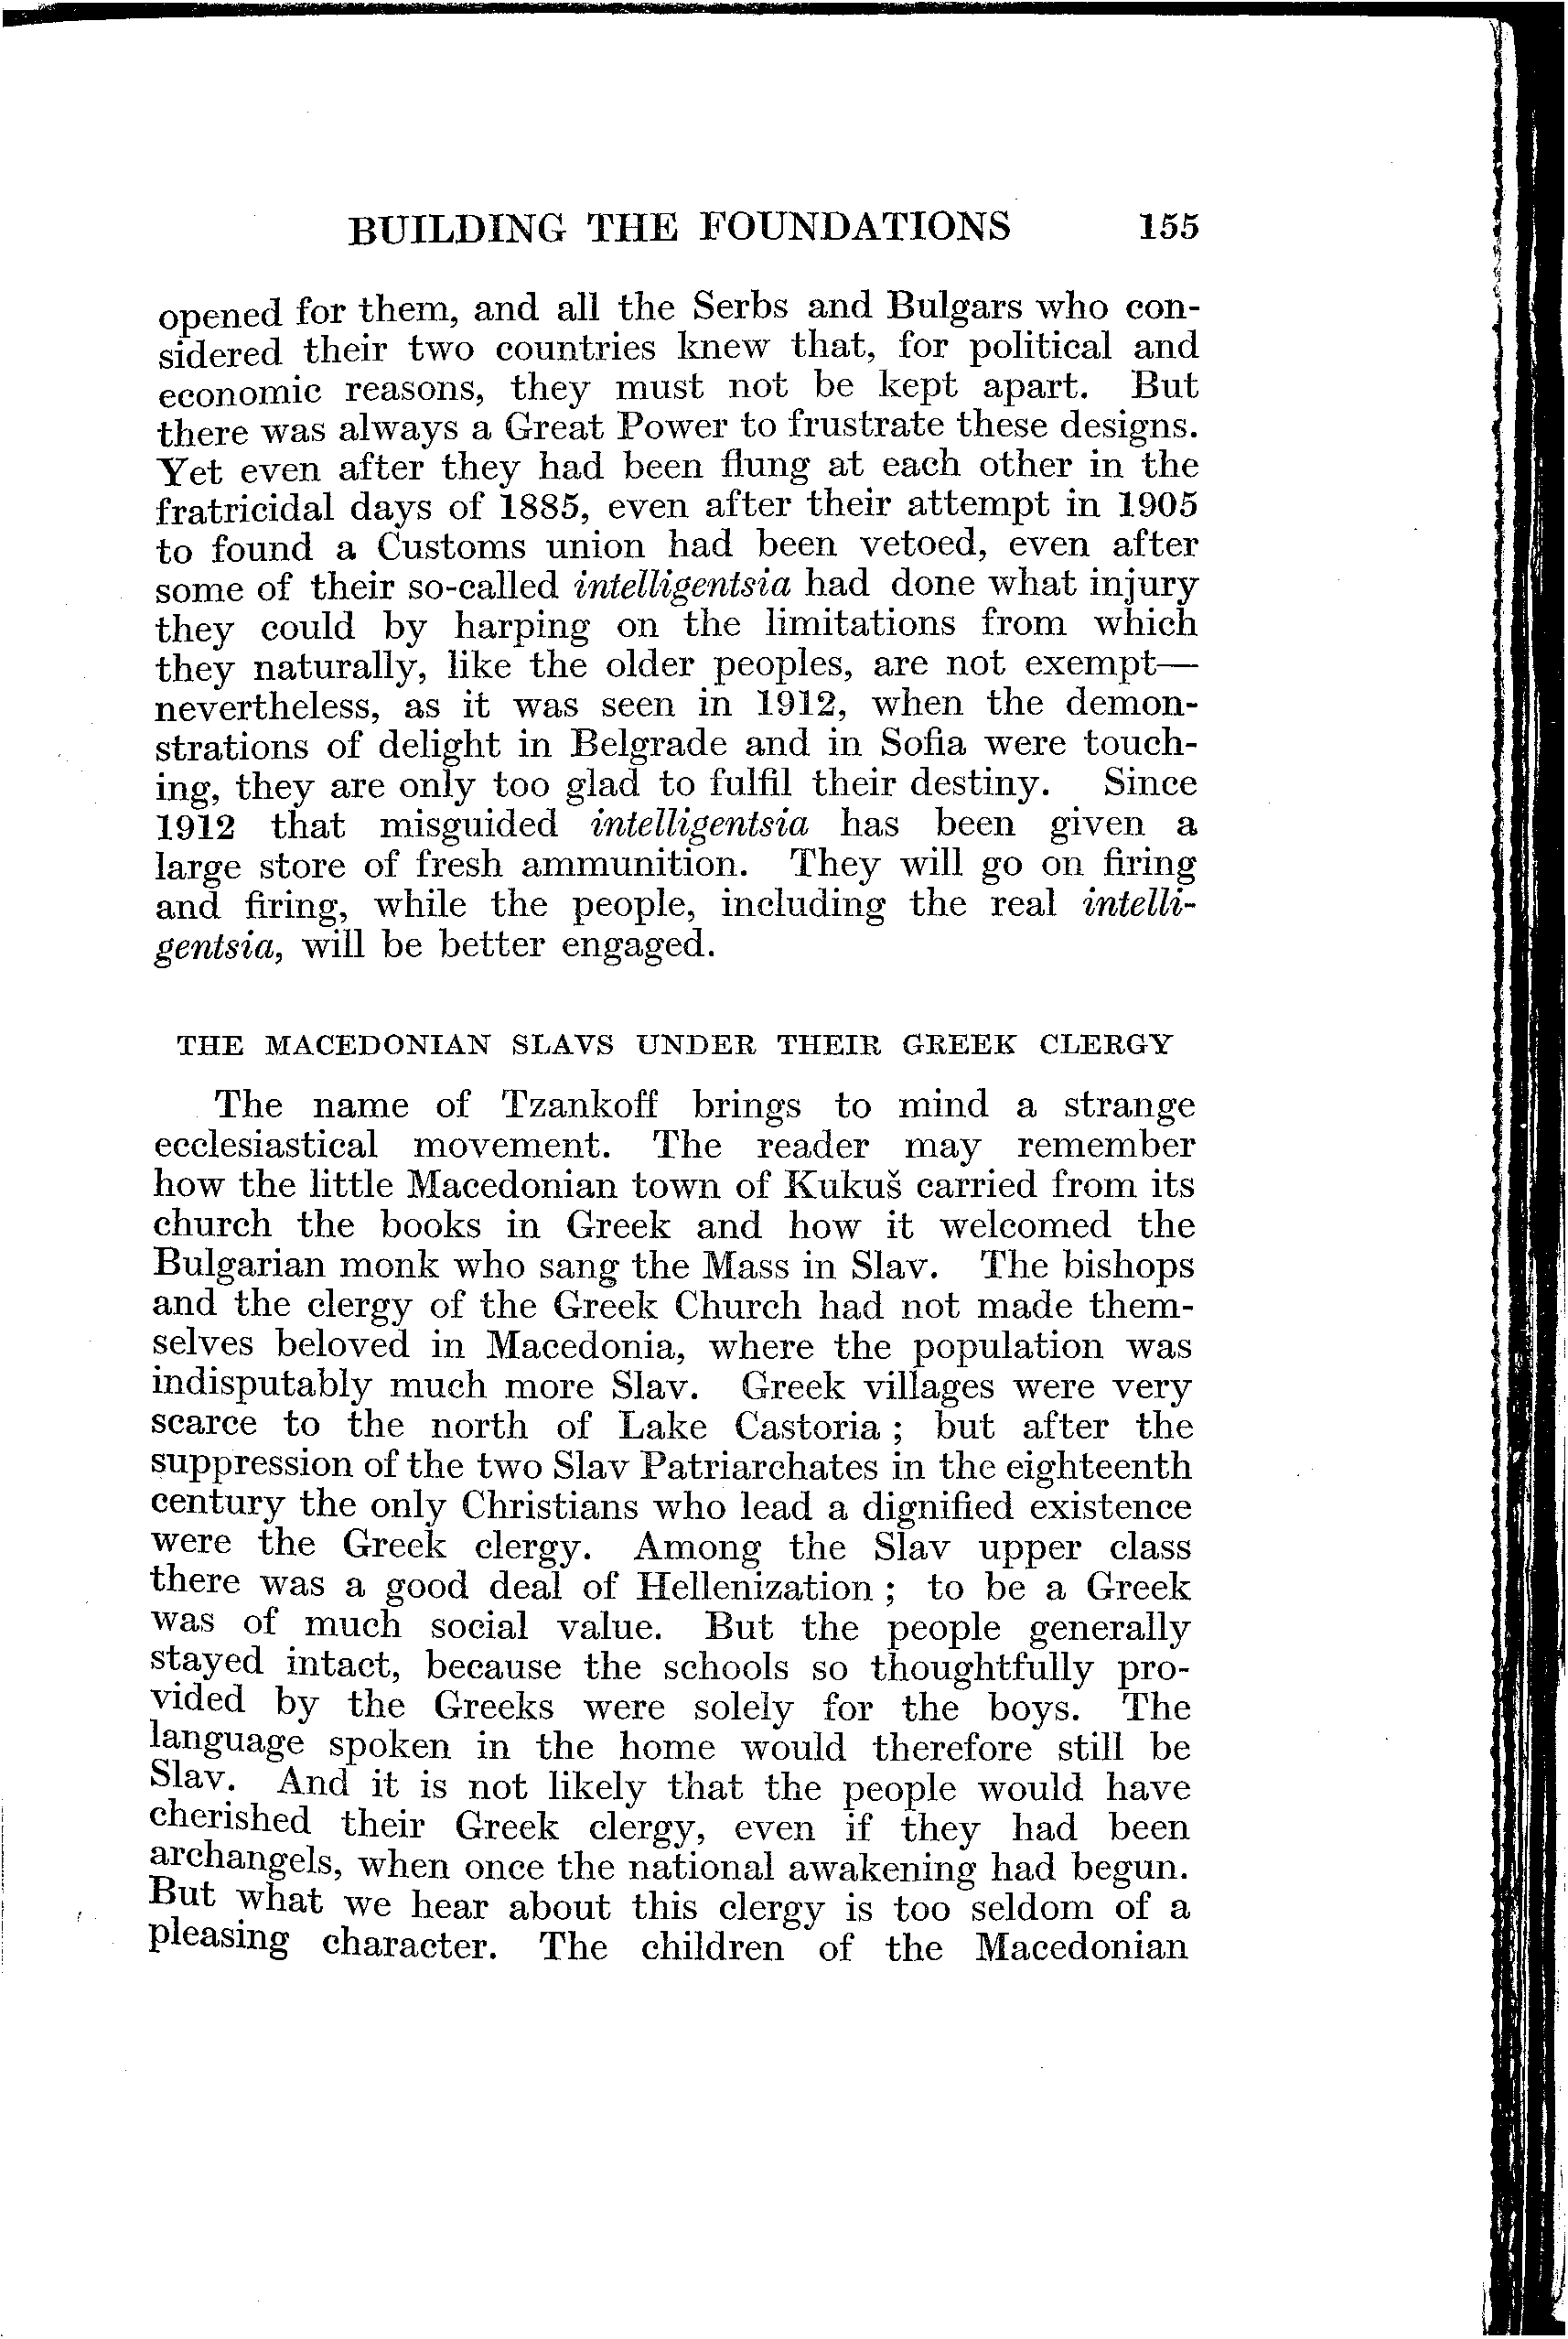 BUILDING THE FOUNDATIONS 155
opened for them, and all the Serbs and Bulgars who con-
sidered their two countries knew that, for political and
economic reasons, they must not be kept apart. But
there was always a Great Power to frustrate these designs.
Yet even after they had been flung at each other in the
fratricidal days of 1885, even after their attempt in 1905
to found a Customs union had been vetoed, even after
some of their so-called intelligentsia had done what injury
they could by harping on the limitations from which
they naturally, like the older peoples, are not exempt—
nevertheless, as it was seen in 1912, when the demon-
strations of delight in Belgrade and in Sofia were touch-
ing, they are only too glad to fulfil their destiny. Since
1912 that misguided intelligentsia has been given a
large store of fresh ammunition. They will go on firing
and firing, while the people, including the real intelli-
gentsia, will be better engaged.
THE MACEDONIAN SLAVS UNDER THEIR GREEK CLERGY
The name of Tzankoff brings to mind a strange
ecclesiastical movement. The reader may remember
how the little Macedonian town of Kukuš carried from its
church the books in Greek and how it welcomed the
Bulgarian monk who sang the Mass in Slav. The bishops
and the clergy of the Greek Church had not made them-
selves beloved in Macedonia, where the population was
indisputably much more Slav. Greek villages were very
scarce to the north of Lake Castoria ; but after the
suppression of the two Slav Patriarchates in the eighteenth
century the only Christians who lead a dignified existence
were the Greek clergy. Among the Slav upper class
there was a good deal of Hellenization ; to be a Greek
was of much social value. But the people generally
stayed intact, because the schools so thoughtfully pro-
vided by the Greeks were solely for the boys. The
language spoken in the home would therefore still be
Slav. And it is not likely that the people would have
cherished their Greek clergy, even if they had been
archangels, when once the national awakening had begun.
But what we hear about this clergy is too seldom of a
pleasing character. The children of the Macedonian